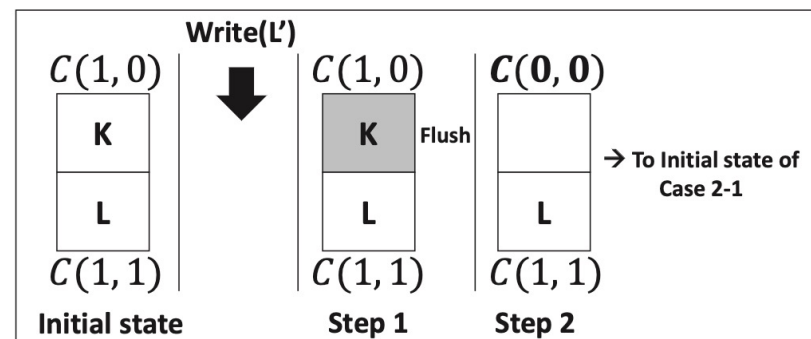 Write(L')
C(1, 0)
K
L
C(1, 1)
Initial state
C(1, 0)
K
Flush
L
C(1, 1)
Step 1
C(0, 0)
L
C(1, 1)
Step 2
→ To Initial state of
Case 2-1